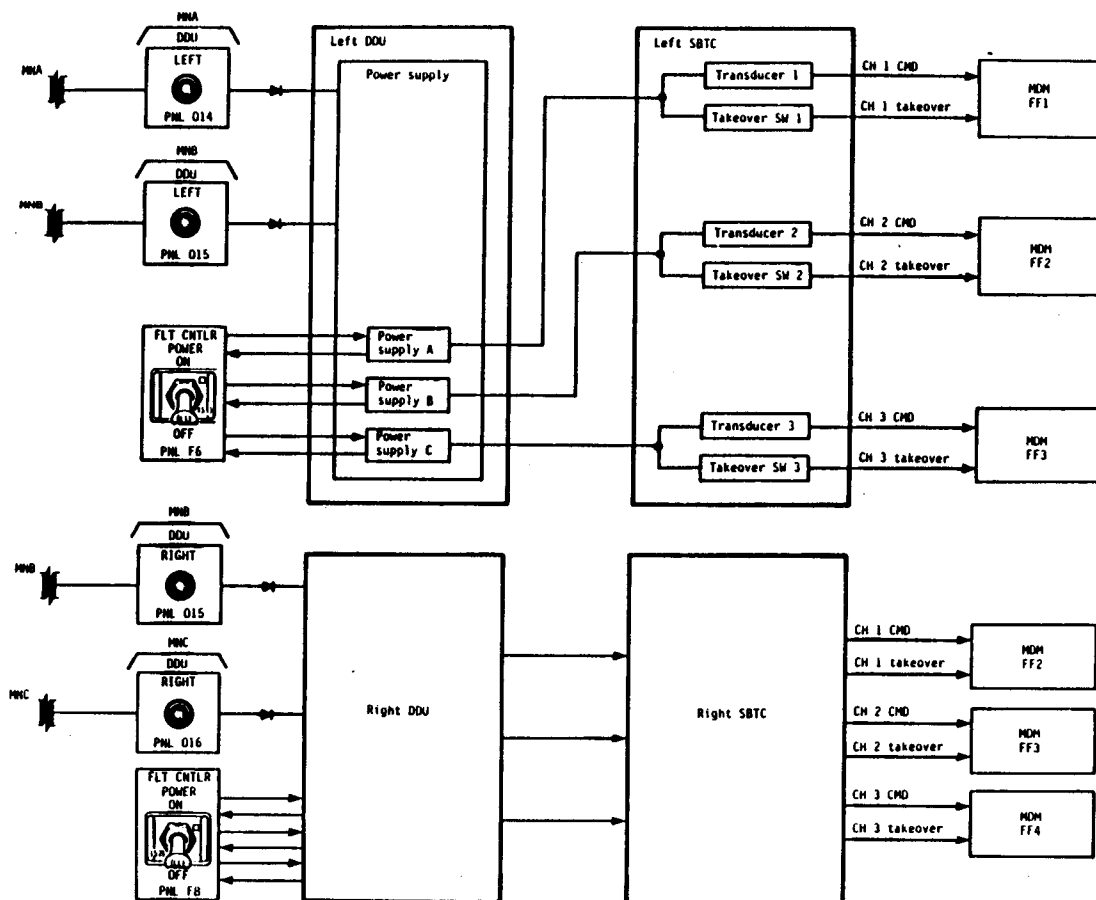 MNA
DDU
LEFT
PNL O14
MNA
MNB
DDU
LEFT
PNL O15
MNB
FLT CNTLR
POWER
ON
OFF
PNL F6
Left DDU
Power supply
Power
supply A
Power
supply B
Power
supply C
Left SBTC
Transducer 1
Takeover SW 1
Transducer 2
Takeover SW 2
Transducer 3
Takeover SW 3
CH 1 CMD
CH 1 takeover
MDM
FF1
CH 2 CMD
CH 2 takeover
MDM
FF2
CH 3 CMD
CH 3 takeover
MDM
FF3
MNB
DDU
RIGHT
PNL O15
MNB
MNC
DDU
RIGHT
PNL O16
MNC
FLT CNTLR
POWER
ON
OFF
PNL F8
Right DDU
Right SBTC
CH 1 CMD
CH 1 takeover
MDM
FF2
CH 2 CMD
CH 2 takeover
MDM
FF3
CH 3 CMD
CH 3 takeover
MDM
FF4